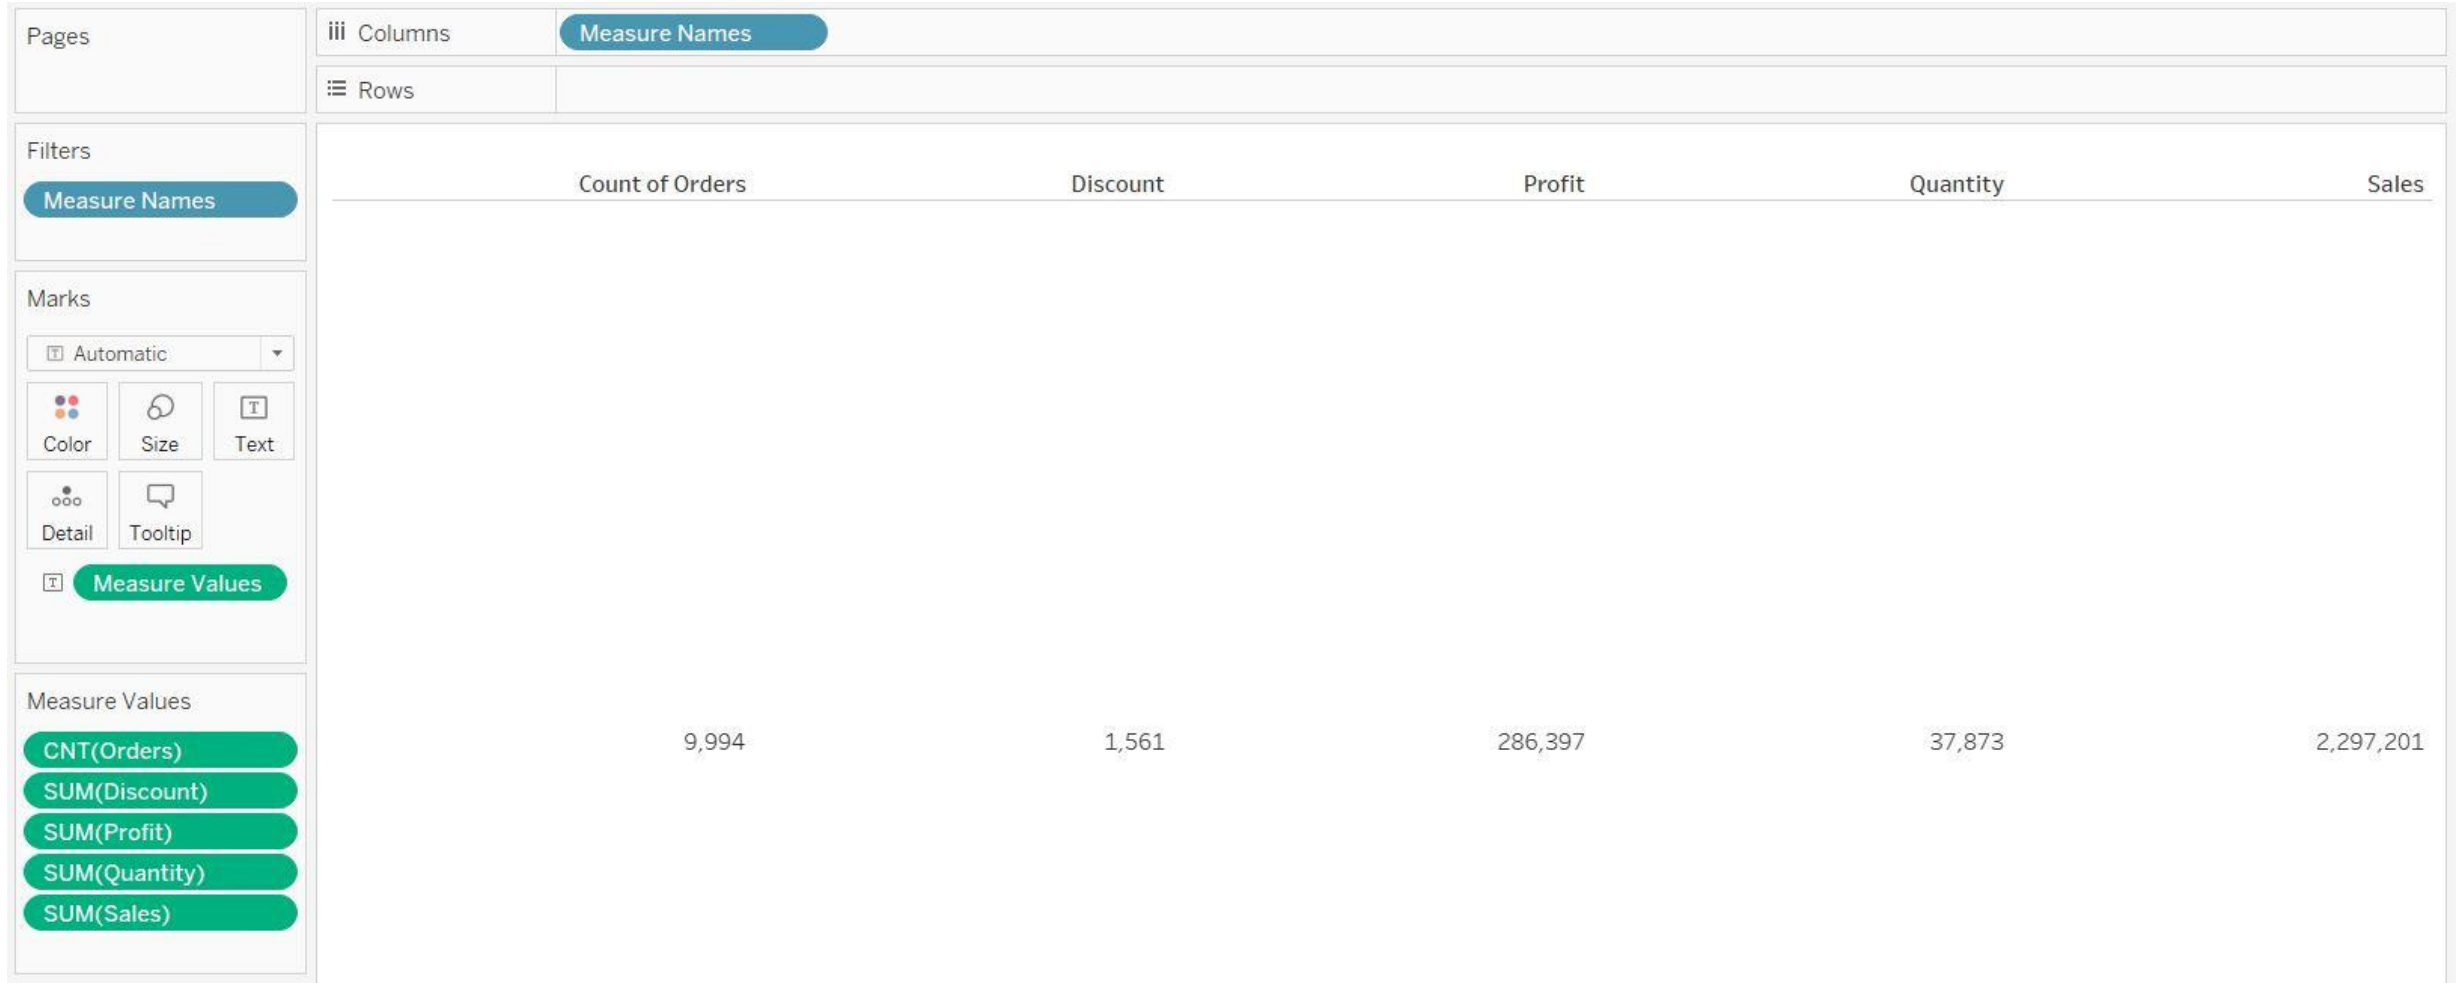 Pages
Columns Measure Names
Rows
Filters
Measure Names
Marks
Automatic
Color Size Text
Detail Tooltip
Measure Values
Measure Values
CNT(Orders)
SUM(Discount)
SUM(Profit)
SUM(Quantity)
SUM(Sales)
Count of Orders Discount Profit Quantity Sales
9,994 1,561 286,397 37,873 2,297,201